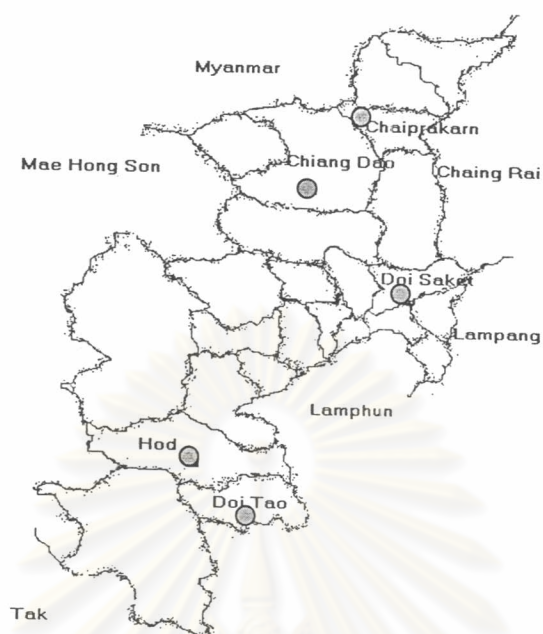 Myanmar
Chaiprakarn
Mae Hong Son
Chiang Dao
Chaing Rai
Doi Saket
Lampang
Lamphun
Hod
Doi Tao
Tak